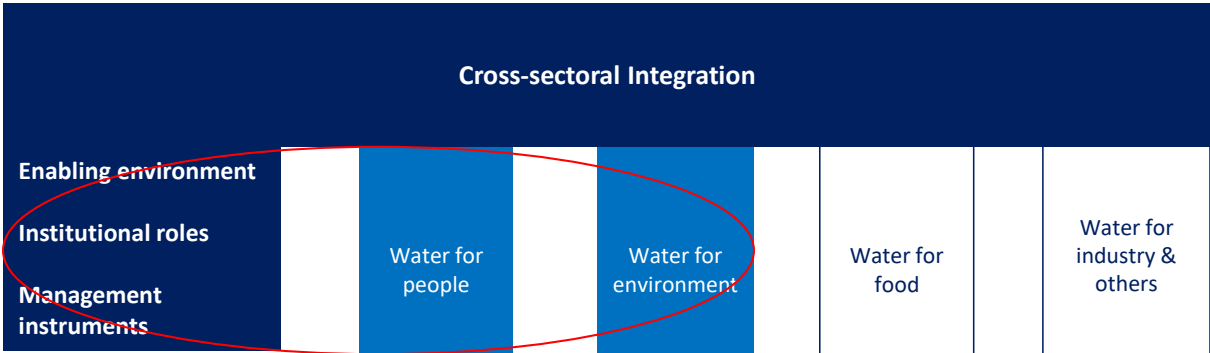 Cross-sectoral Integration
Enabling environment
Institutional roles
Management
instruments
Water for
people
Water for
environment
Water for
food
Water for
industry &
others